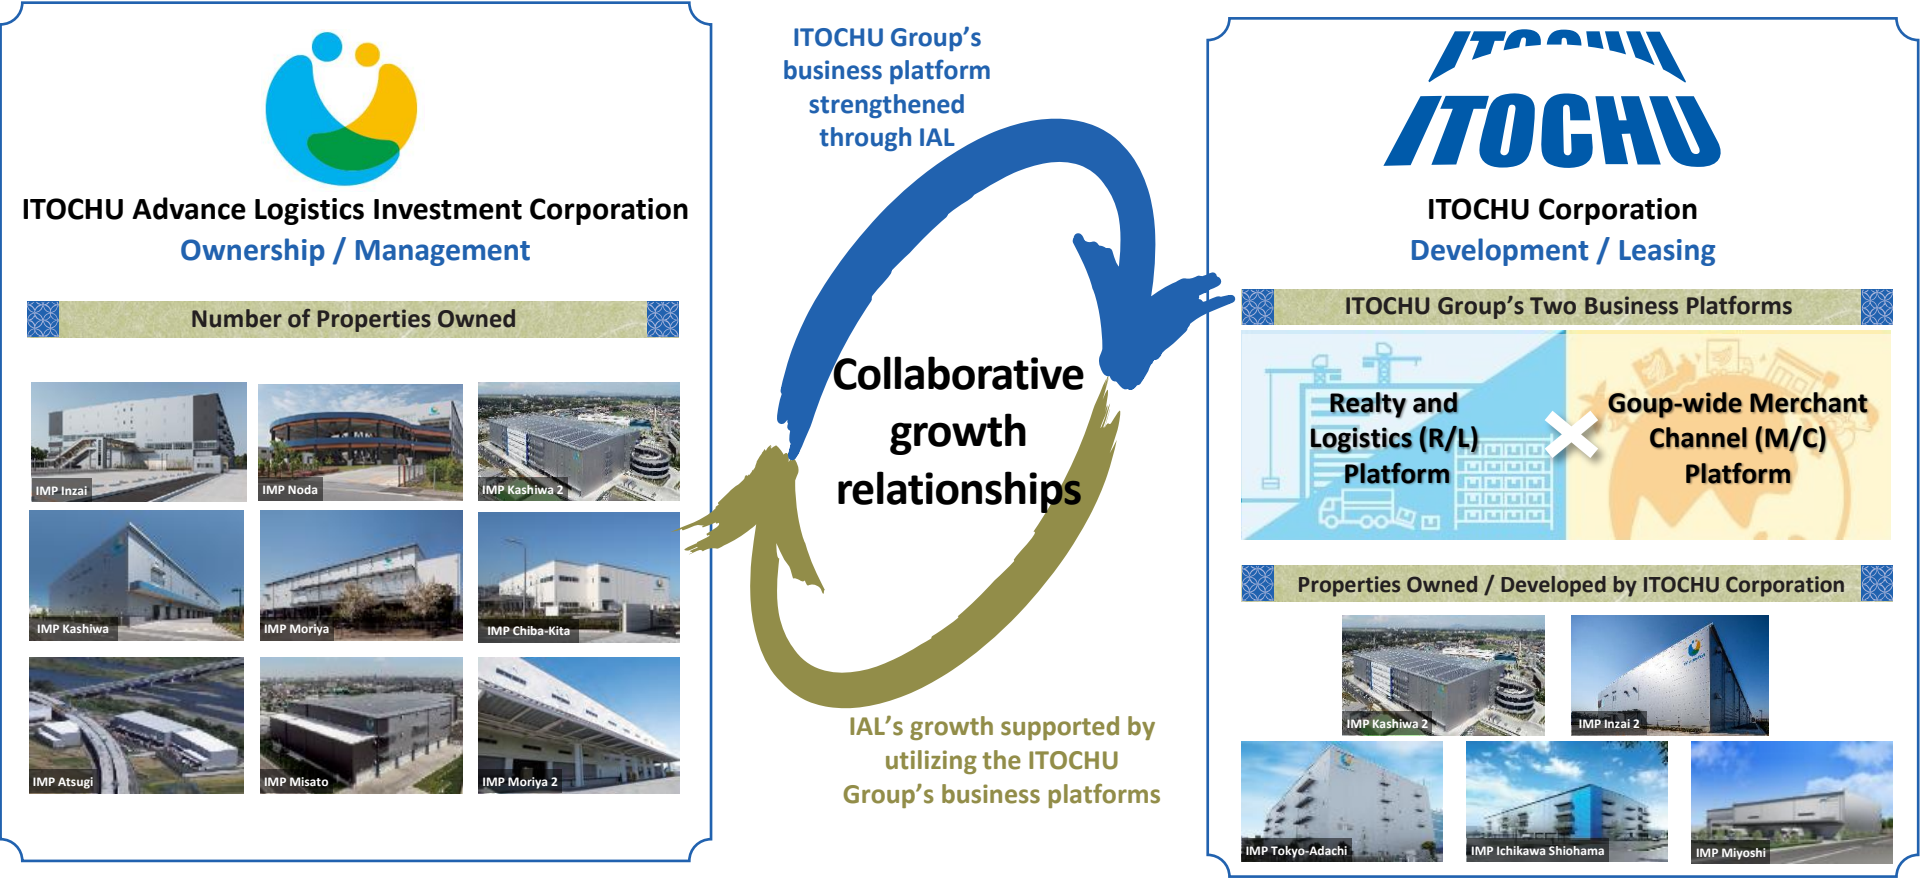 ITOCHU Advance Logistics Investment Corporation
Ownership / Management
Number of Properties Owned
IMP Inzai
IMP Noda
IMP Kashiwa 2
IMP Kashiwa
IMP Moriya
IMP Chiba-Kita
IMP Atsugi
IMP Misato
IMP Moriya 2
ITOCHU Group's
business platform
strengthened
through IAL
Collaborative
growth
relationships
IAL's growth supported by
utilizing the ITOCHU
Group's business platforms
ITOCHU
ITOCHU
ITOCHU Corporation
Development / Leasing
ITOCHU Group's Two Business Platforms
Realty and
Logistics (R/L)
Platform
Goup-wide Merchant
Channel (M/C)
Platform
Properties Owned / Developed by ITOCHU Corporation
IMP Kashiwa 2
IMP Inzai 2
IMP Tokyo-Adachi
IMP Ichikawa Shiohama
IMP Miyoshi